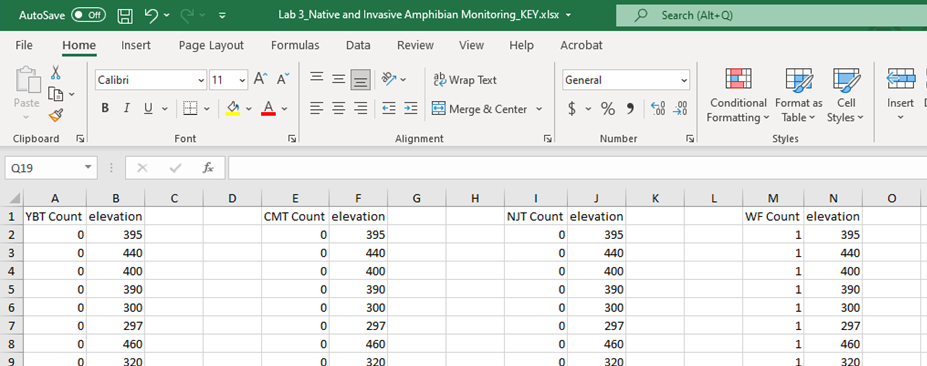 AutoSave Off Lab 3_Native and Invasive Amphibian Monitoring_KEY.xlsx Search (Alt+Q)
File Home Insert Page Layout Formulas Data Review View Help Acrobat
Calibri 11 A^ Aˇ ab Wrap Text General
Paste B I U A Merge & Center $ % , Conditional Formatting Format as Table Cell Styles Insert
Clipboard Font Alignment Number Styles
Q19 fx
A B C D E F G H I J K L M N O
1 YBT Count elevation CMT Count elevation NJT Count elevation WF Count elevation
2 0 395 0 395 0 395 1 395
3 0 440 0 440 0 440 1 440
4 0 400 0 400 0 400 1 400
5 0 390 0 390 0 390 1 390
6 0 300 0 300 0 300 1 300
7 0 297 0 297 0 297 1 297
8 0 460 0 460 0 460 1 460
9 0 320 0 320 0 320 1 320